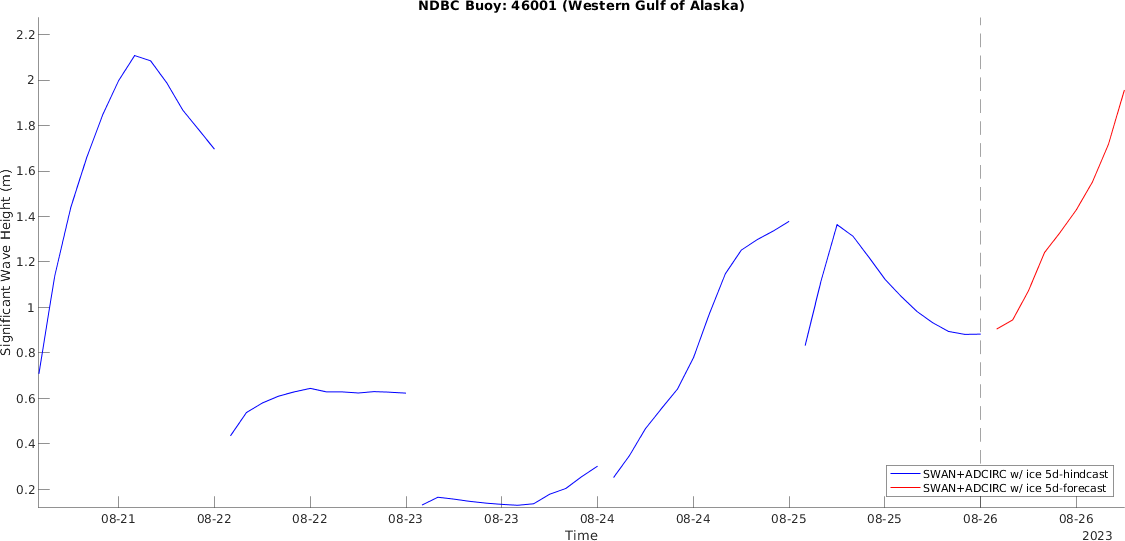 NDBC Buoy: 46001 (Western Gulf of Alaska)
Significant Wave Height (m)
2.2
2
1.8
1.6
1.4
1.2
1
0.8
0.6
0.4
0.2
SWAN+ADCIRC w/ ice 5d-hindcast
SWAN+ADCIRC w/ ice 5d-forecast
08-21 08-22 08-22 08-23 08-23 08-24 08-24 08-25 08-25 08-26 08-26
Time
2023